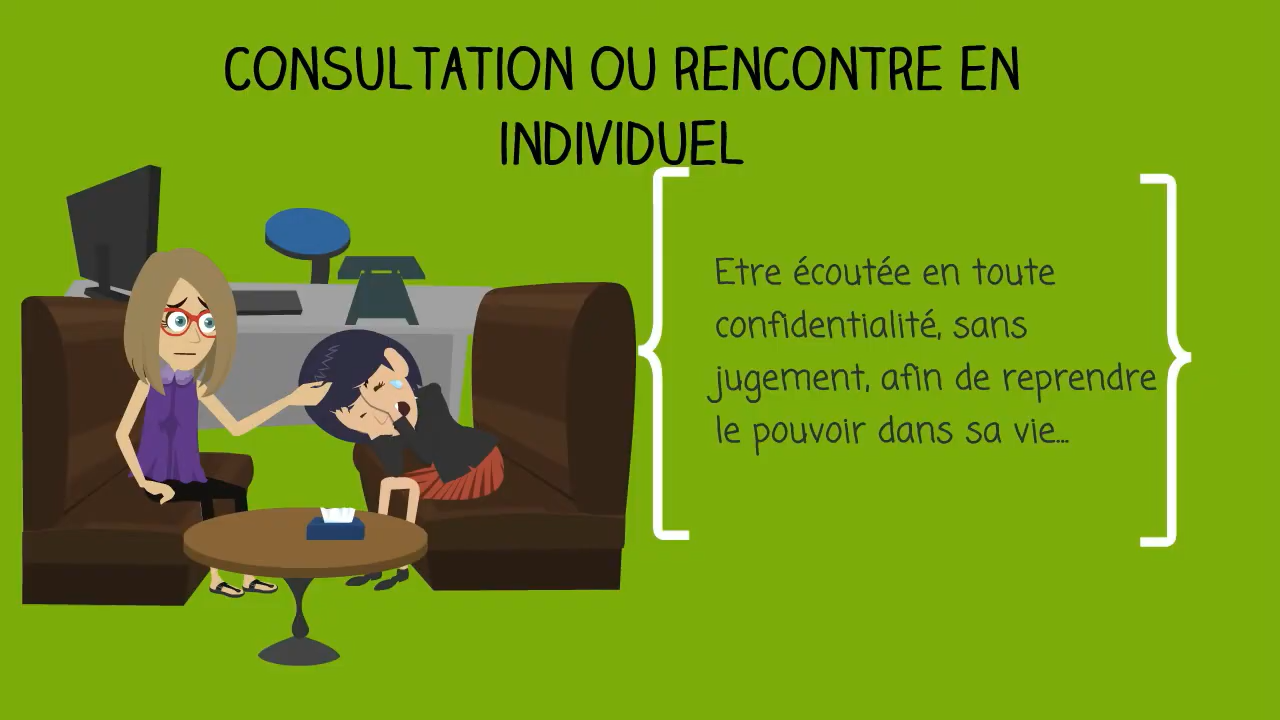 CONSULTATION OU RENCONTRE EN
INDIVIDUEL
Etre écoutée en toute
confidentialité, sans
jugement, afin de reprendre
le pouvoir dans sa vie...